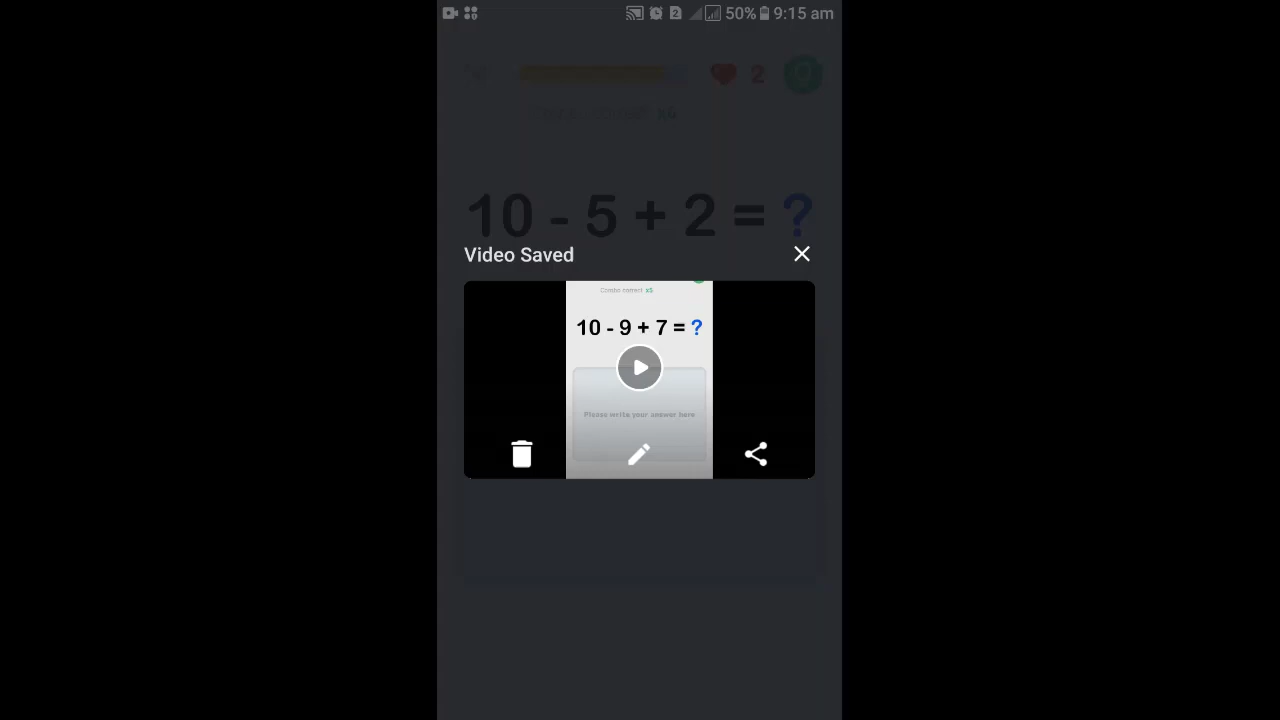 50% 9:15 am
2
10 - 5 + 2 = ?
Video Saved
Combo correct x5
10 - 9 + 7 = ?
Please write your answer here